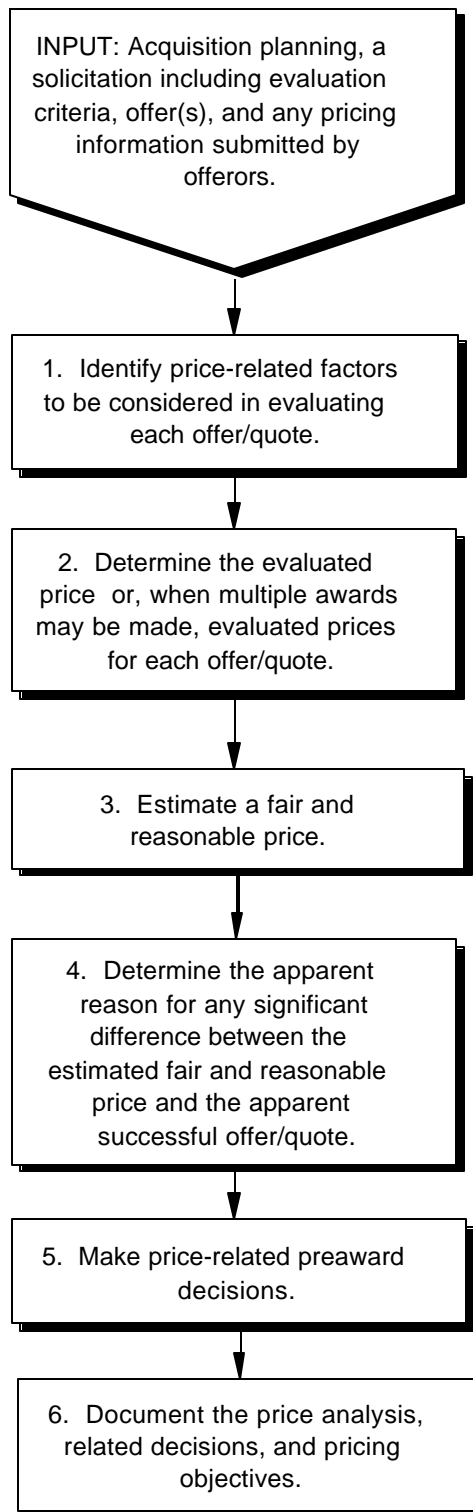 INPUT: Acquisition planning, a
solicitation including evaluation
criteria, offer(s), and any pricing
information submitted by
offerors.
1. Identify price-related factors
to be considered in evaluating
each offer/quote.
2. Determine the evaluated
price or, when multiple awards
may be made, evaluated prices
for each offer/quote.
3. Estimate a fair and
reasonable price.
4. Determine the apparent
reason for any significant
difference between the
estimated fair and reasonable
price and the apparent
successful offer/quote.
5. Make price-related preaward
decisions.
6. Document the price analysis,
related decisions, and pricing
objectives.